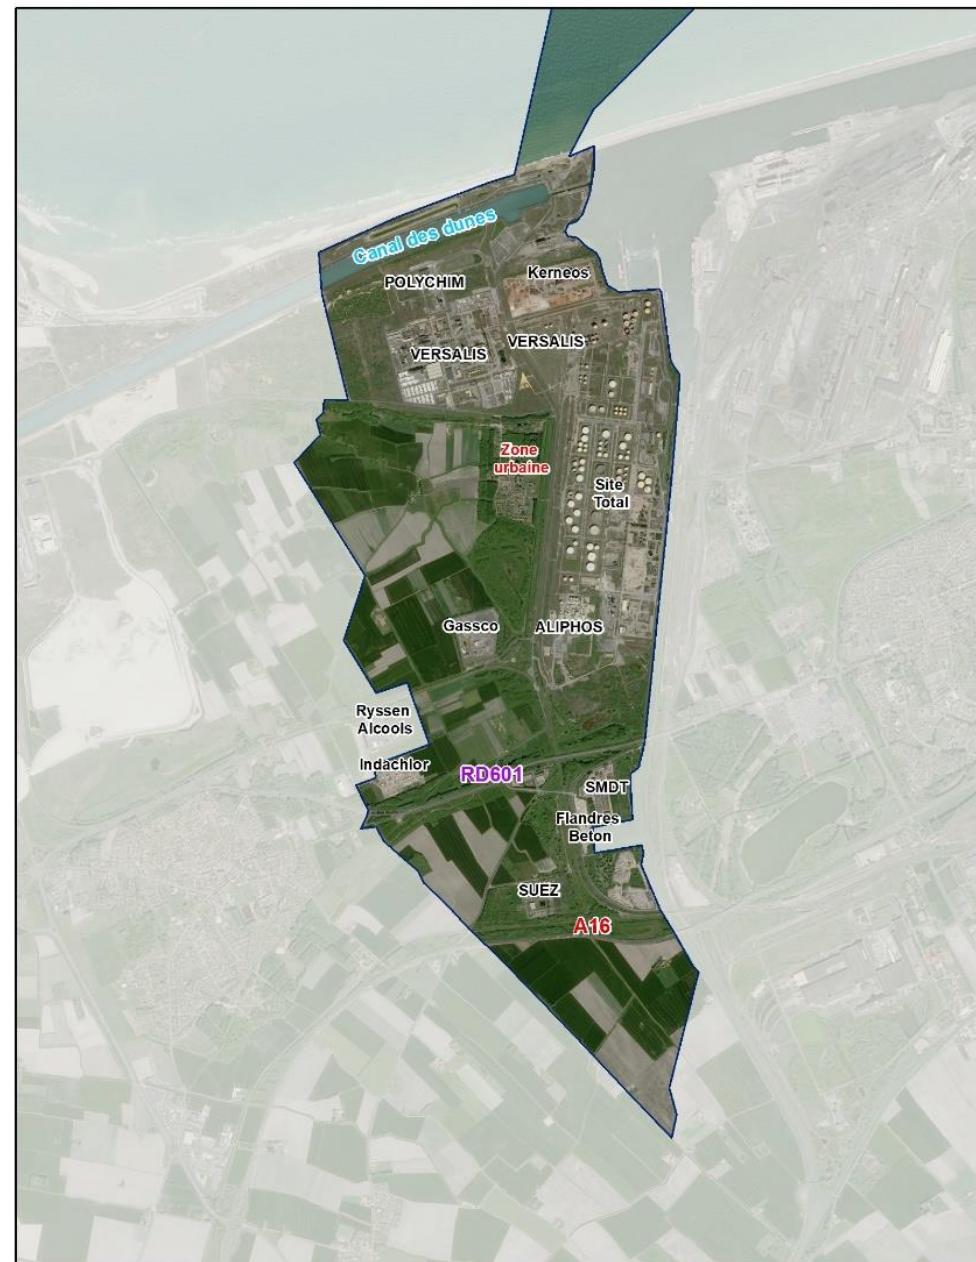 Canal des dunes
POLYCHIM
Kerneos
VERSALIS
VERSALIS
Zone
urbaine
Site
Total
Gassco
ALIPHOS
Ryssen
Alcools
Indachlor
RD601
SMDT
Flandres
Beton
SUEZ
A16